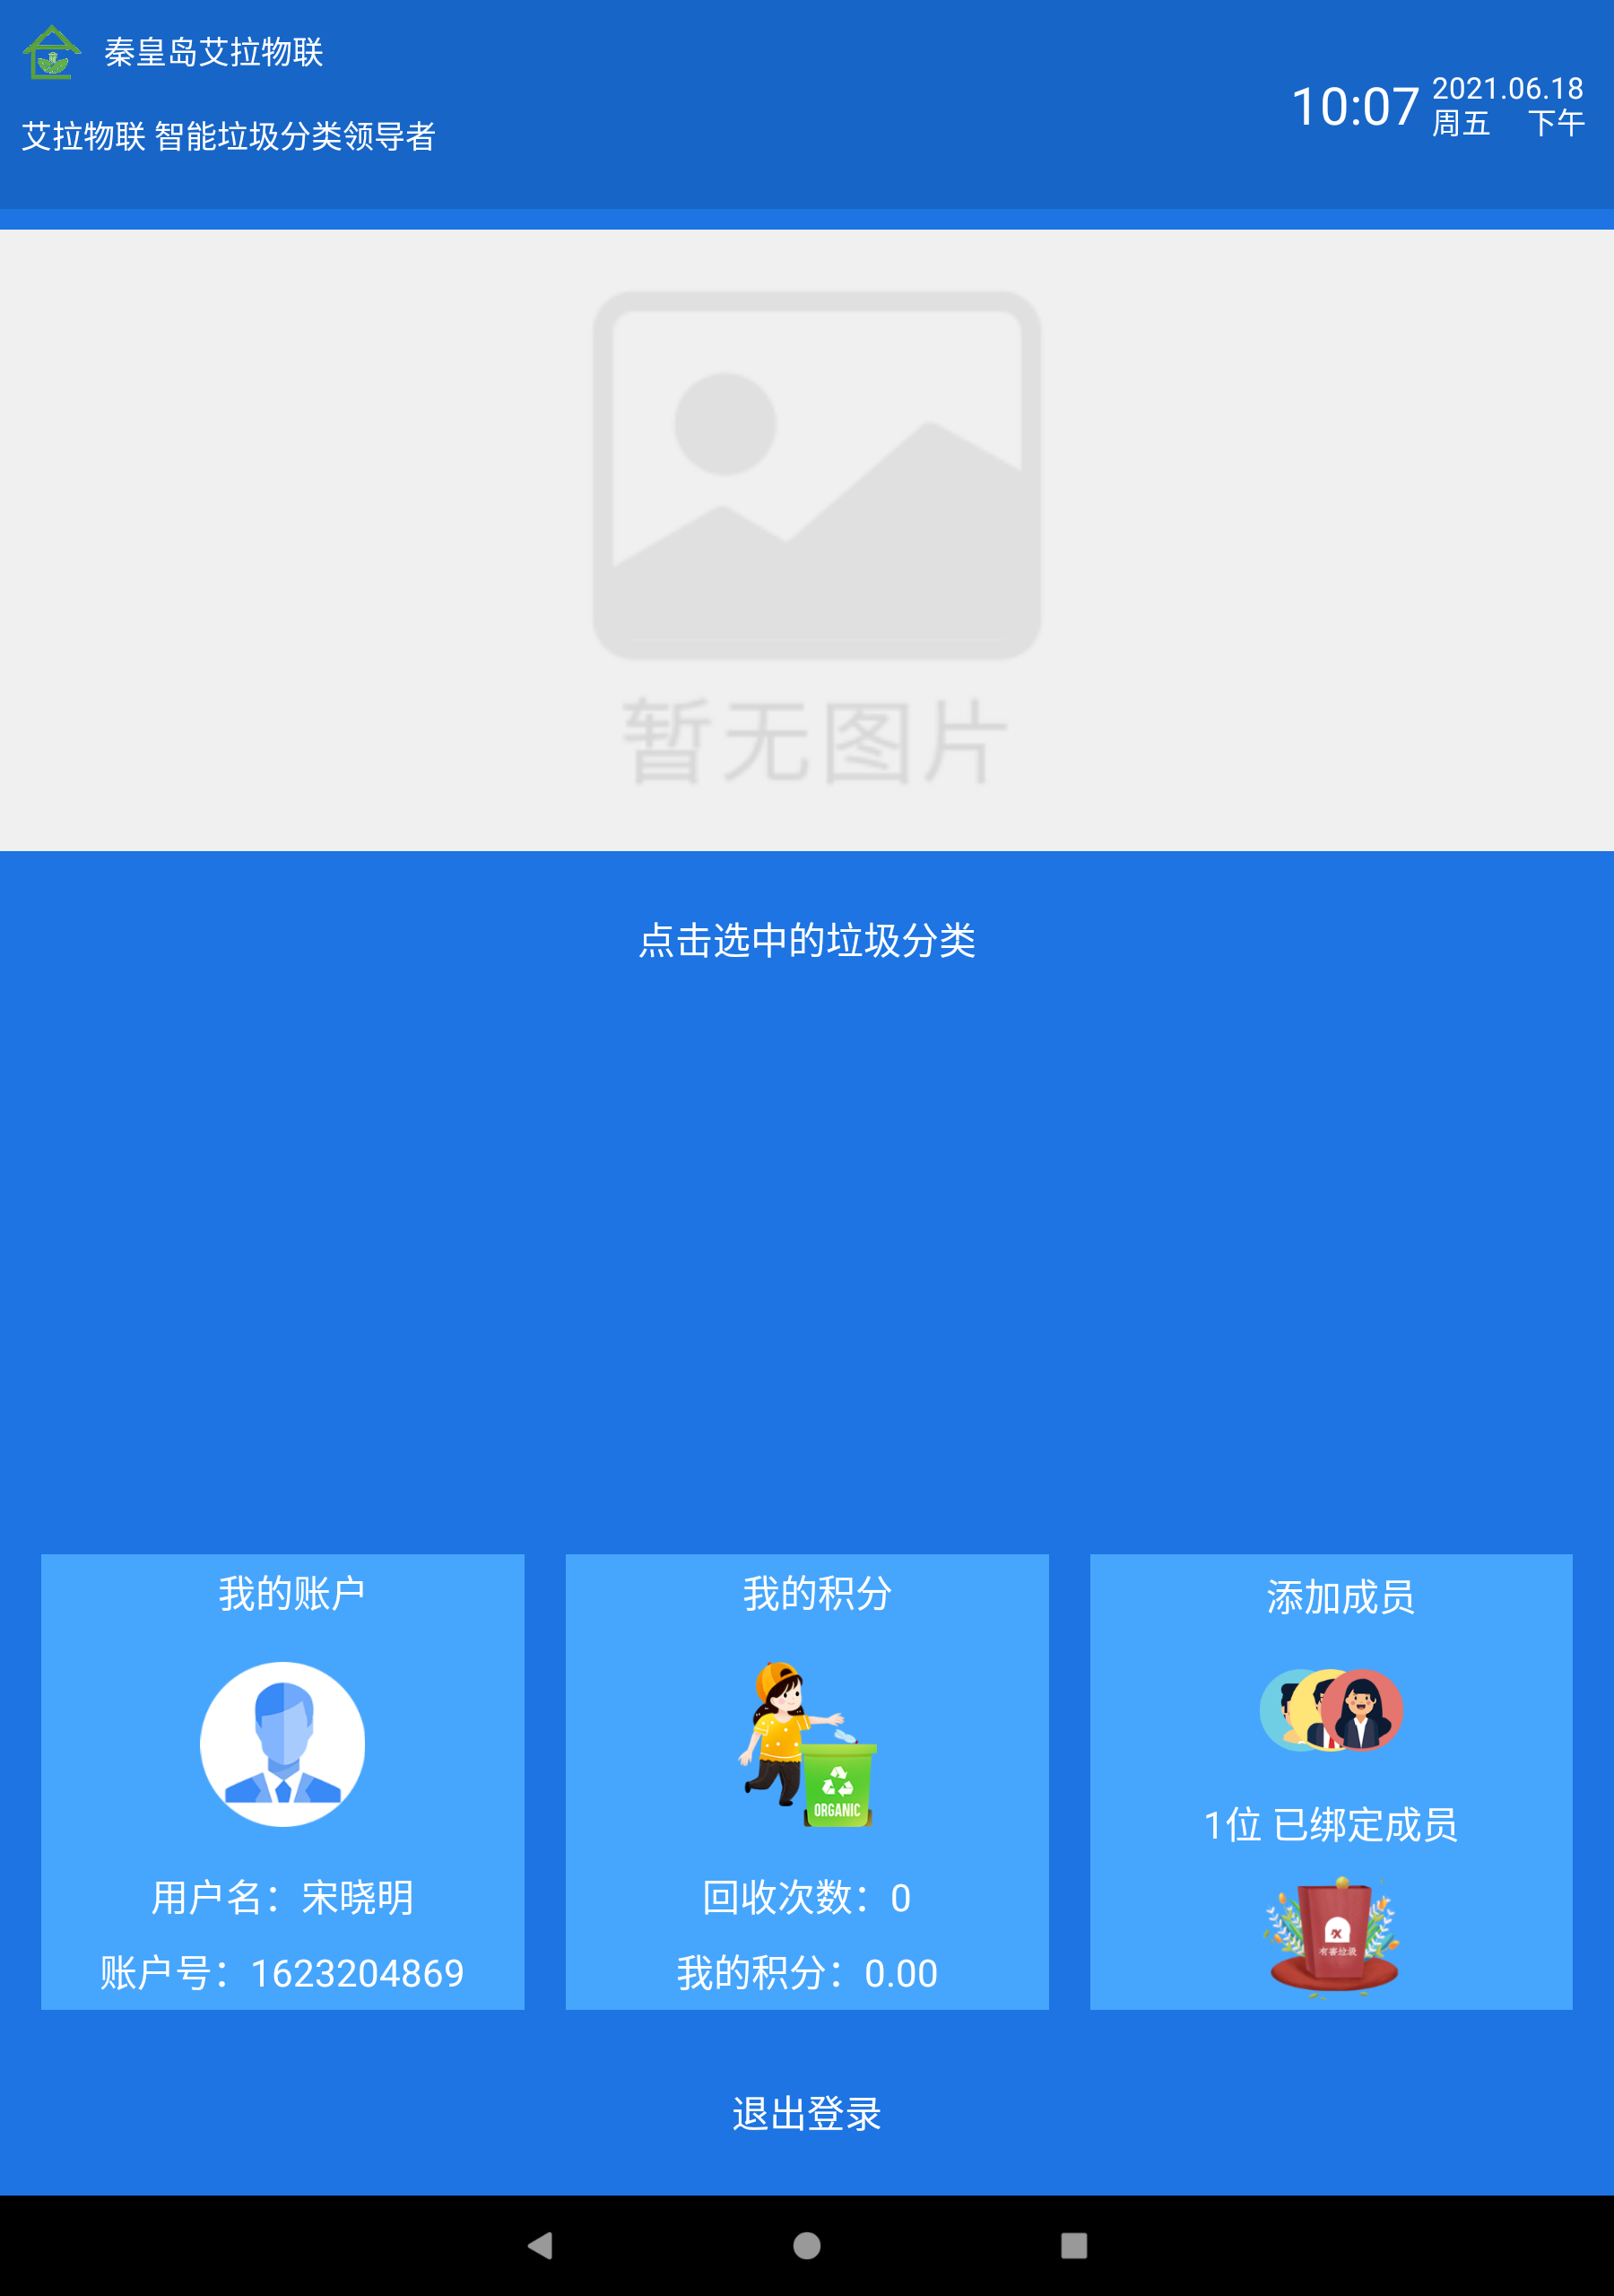 秦皇岛艾拉物联
艾拉物联 智能垃圾分类领导者
10:07
2021.06.18
周五 下午
暂无图片
点击选中的垃圾分类
我的账户
用户名：宋晓明
账户号：1623204869
我的积分
ORGANIC
回收次数：0
我的积分：0.00
添加成员
1位 已绑定成员
有害垃圾
退出登录